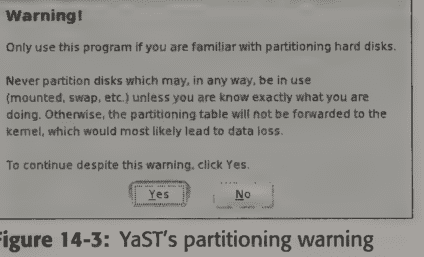 Warning!
Only use this program if you are familiar with partitioning hard disks.
Never partition disks which may, in any way, be in use
(mounted, swap, etc.) unless you are know exactly what you are
doing. Otherwise, the partitioning table will not be forwarded to the
kernel, which would most likely lead to data loss.
To continue despite this warning, click Yes.
Yes No
Figure 14-3: YaST's partitioning warning